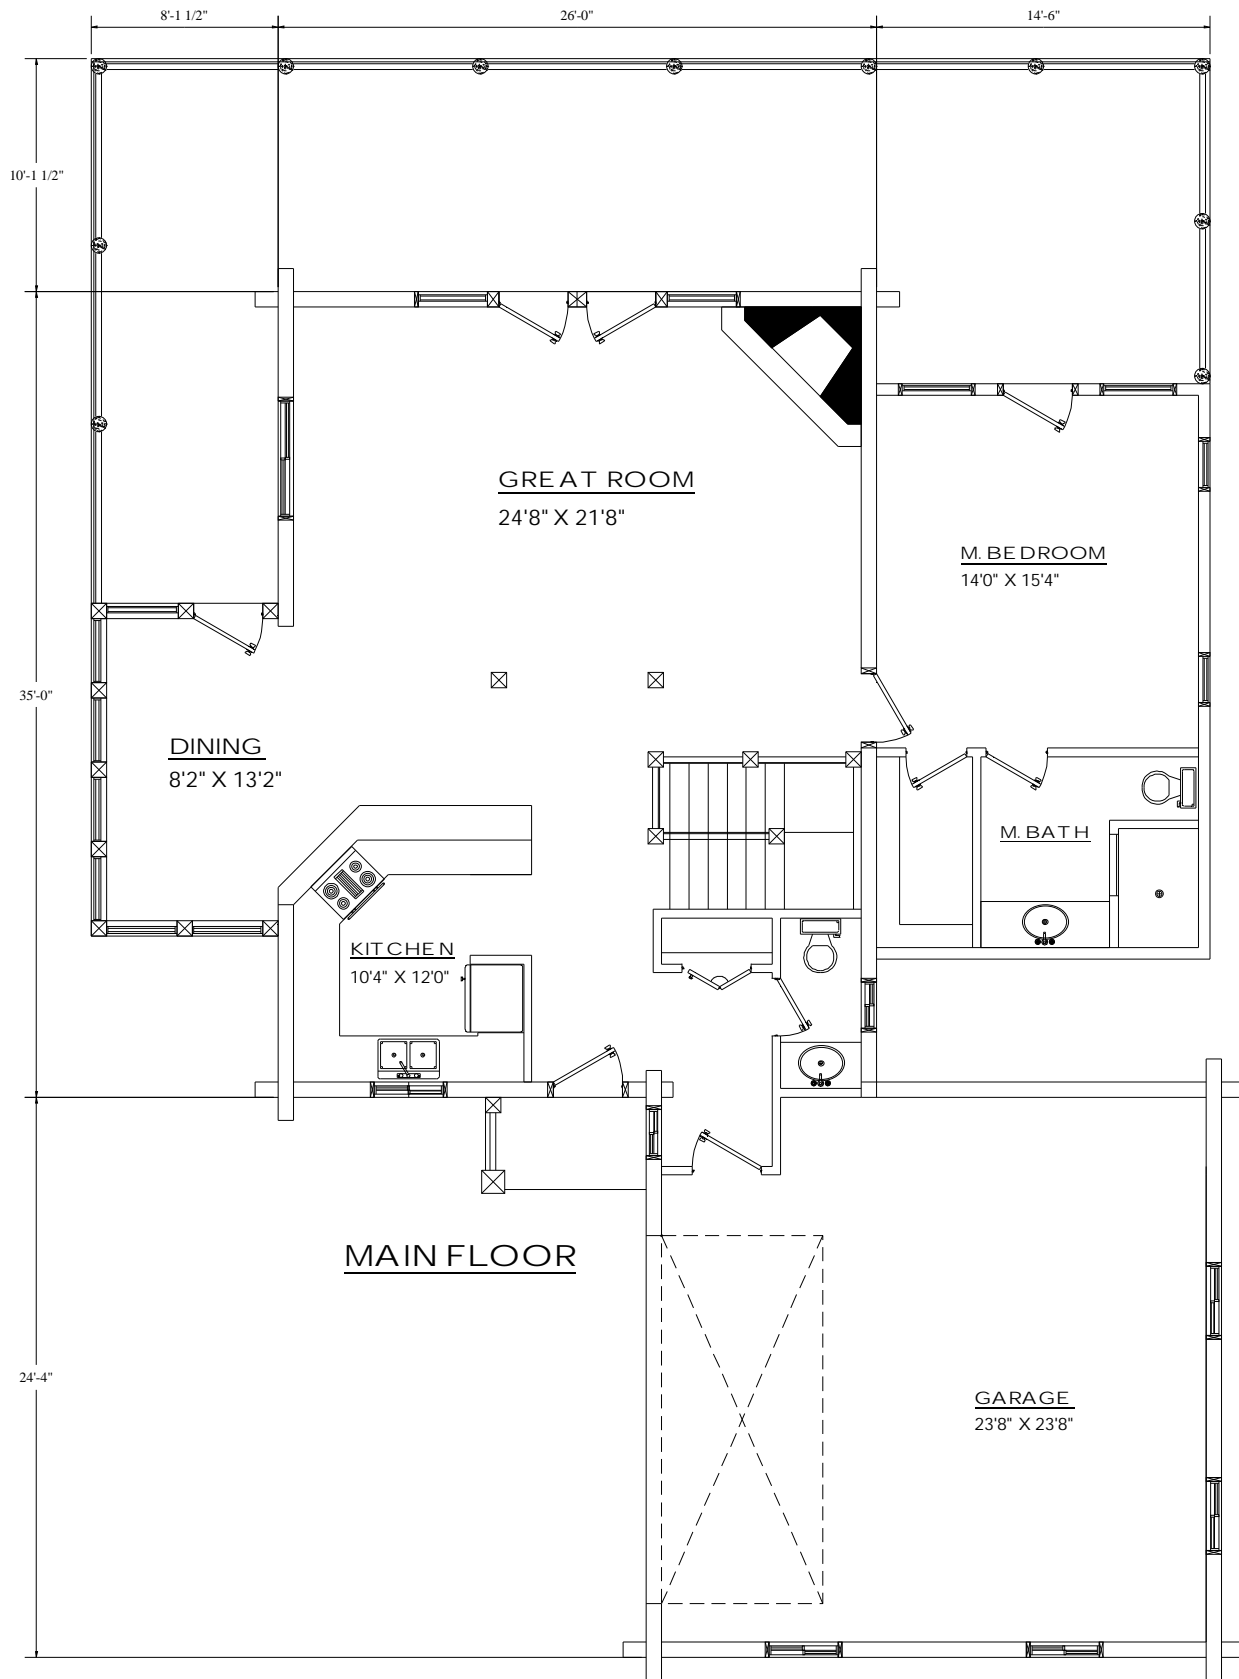 8'-1 1/2"
26'-0"
14'-6"
10'-1 1/2"
GREAT ROOM
24'8" X 21'8"
M. BEDROOM
14'0" X 15'4"
35'-0"
DINING
8'2" X 13'2"
M. BATH
KITCHEN
10'4" X 12'0"
MAIN FLOOR
24'-4"
GARAGE
23'8" X 23'8"